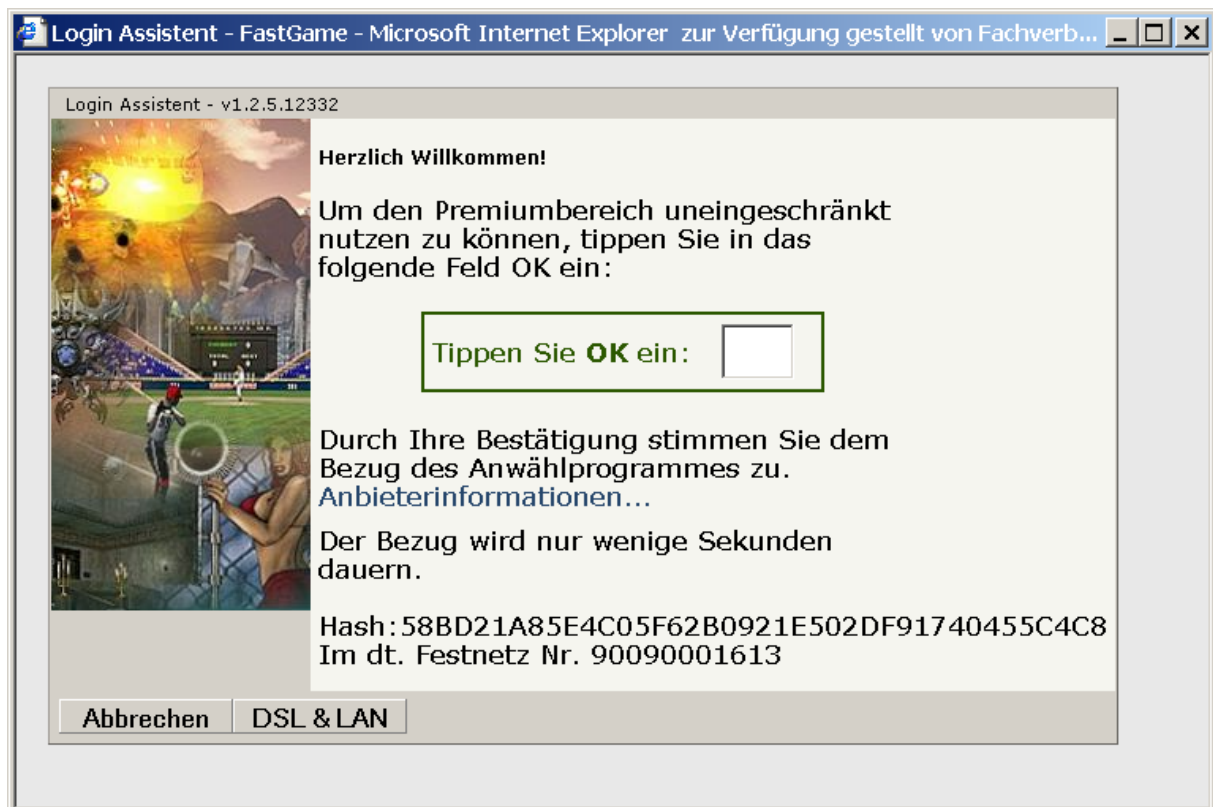 Login Assistent - FastGame - Microsoft Internet Explorer zur Verfügung gestellt von Fachverb...
Login Assistent - v1.2.5.12332
Herzlich Willkommen!
Um den Premiumbereich uneingeschränkt
nutzen zu können, tippen Sie in das
folgende Feld OK ein:
Tippen Sie OK ein:
Durch Ihre Bestätigung stimmen Sie dem
Bezug des Anwählprogrammes zu.
Anbieterinformationen...
Der Bezug wird nur wenige Sekunden
dauern.
Hash:58BD21A85E4C05F62B0921E502DF91740455C4C8
Im dt. Festnetz Nr. 90090001613
Abbrechen DSL & LAN